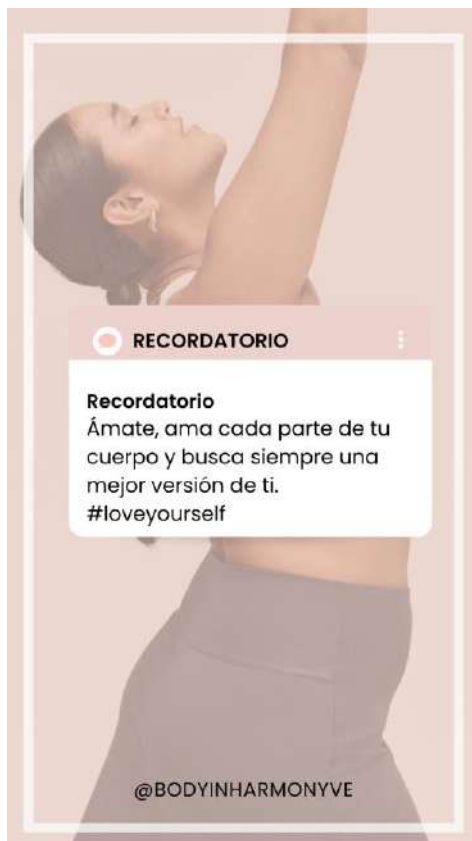 RECORDATORIO
Recordatorio
Ámate, ama cada parte de tu
cuerpo y busca siempre una
mejor versión de ti.
#loveyourself
@BODYINHARMONYVE